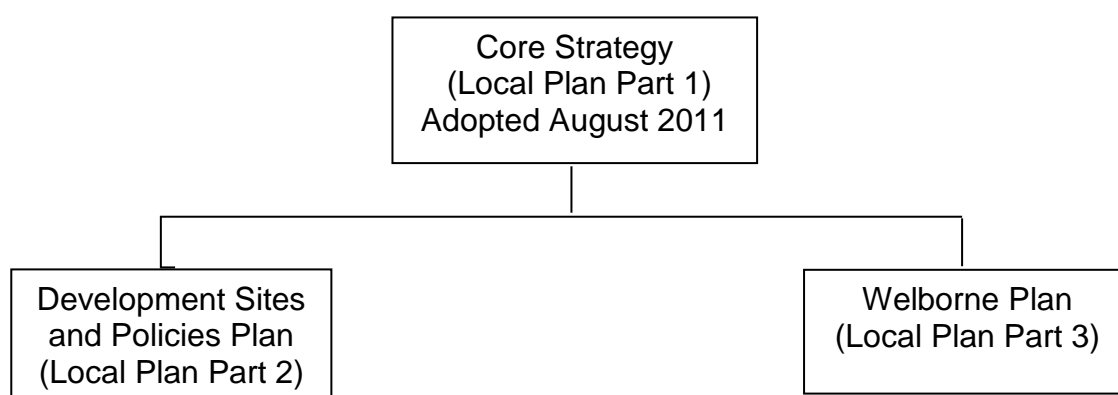 Core Strategy
(Local Plan Part 1)
Adopted August 2011
Development Sites
and Policies Plan
(Local Plan Part 2)
Welborne Plan
(Local Plan Part 3)